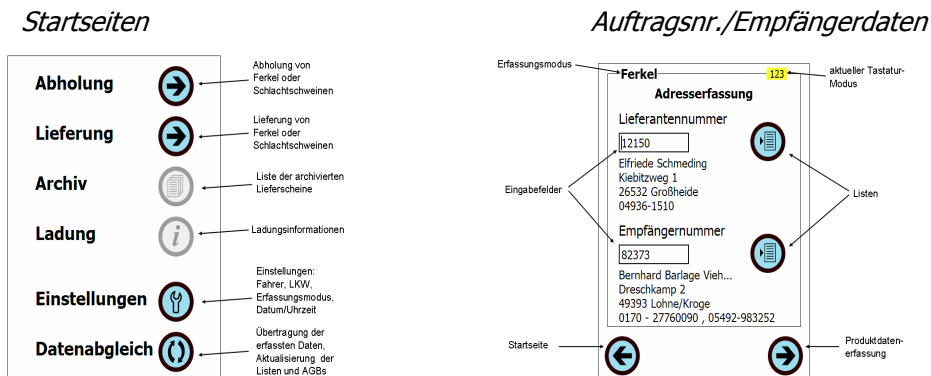 Startseiten
Abholung
Abholung von
Ferkel oder
Schlachtschweinen
Lieferung
Lieferung von
Ferkel oder
Schlachtschweinen
Archiv
Liste der archivierten
Lieferscheine
Ladung
i
Ladungsinformationen
Einstellungen
Einstellungen:
Fahrer, LKW,
Erfassungsmodus,
Datum/Uhrzeit
Datenabgleich
Übertragung der
erfassten Daten,
Aktualisierung der
Listen und AGBs
Auftragsnr./Empfängerdaten
Erfassungsmodus
Ferkel
123
aktueller Tastatur-
Modus
Adresserfassung
Lieferantennummer
12150
Elfriede Schmeding
Kiebitzweg 1
26532 Großheide
04936-1510
Eingabefelder
Listen
Empfängernummer
82373
Bernhard Barlage Vieh...
Dreschkamp 2
49393 Lohne/Kroge
0170 - 27760090 , 05492-983252
Startseite
Produktdaten-
erfassung